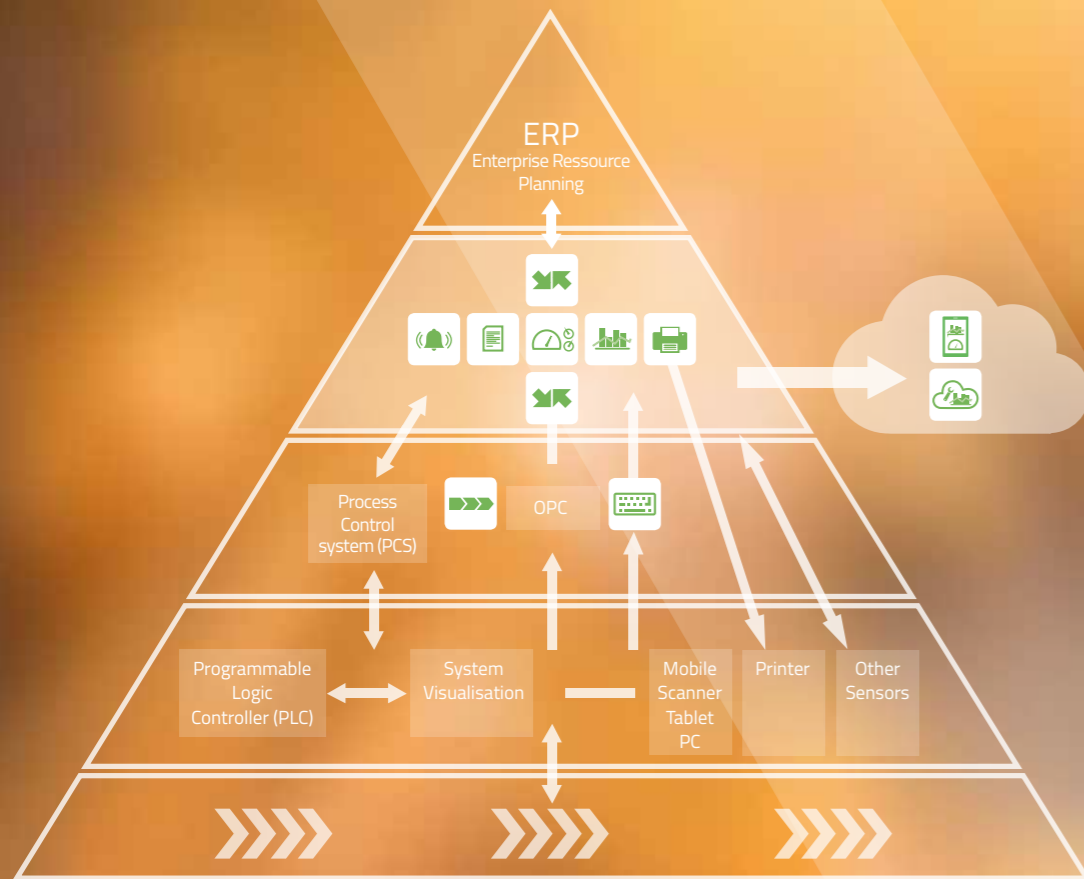 ERP
Enterprise Ressource
Planning
Process
Control
system (PCS)
OPC
Programmable
Logic
Controller (PLC)
System
Visualisation
Mobile
Scanner
Tablet
PC
Printer
Other
Sensors